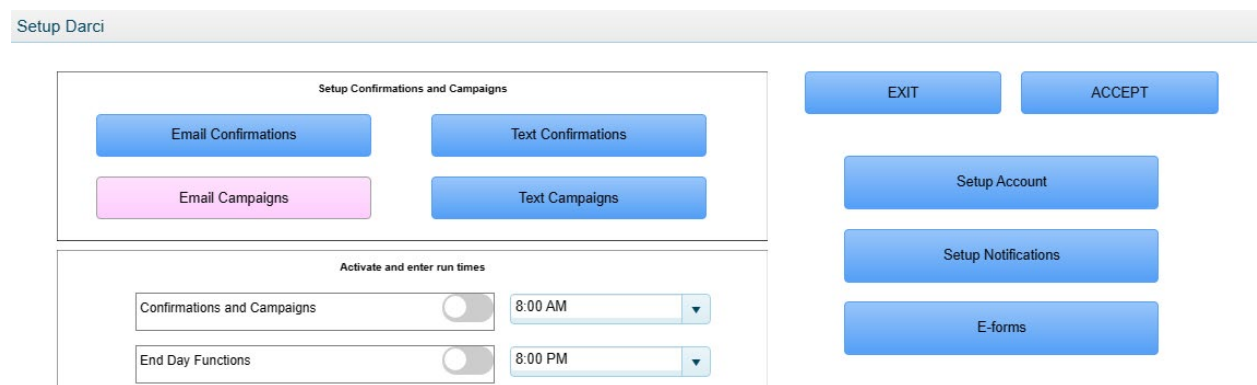 Setup Darci
Setup Confirmations and Campaigns
Email Confirmations
Text Confirmations
Email Campaigns
Text Campaigns
EXIT
ACCEPT
Setup Account
Setup Notifications
E-forms
Activate and enter run times
Confirmations and Campaigns
8:00 AM
End Day Functions
8:00 PM